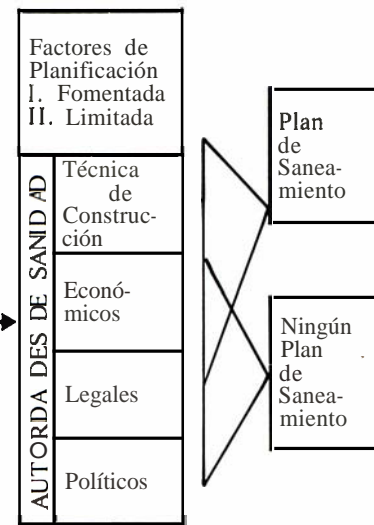 Factores de
Planificación
I. Fomentada
II. Limitada
AUTORDA DES DE SANID AD
Técnica
de
Construc-
ción
Econó-
micos
Legales
Políticos
Plan
de
Sanea-
miento
Ningún
Plan
de
Sanea-
miento